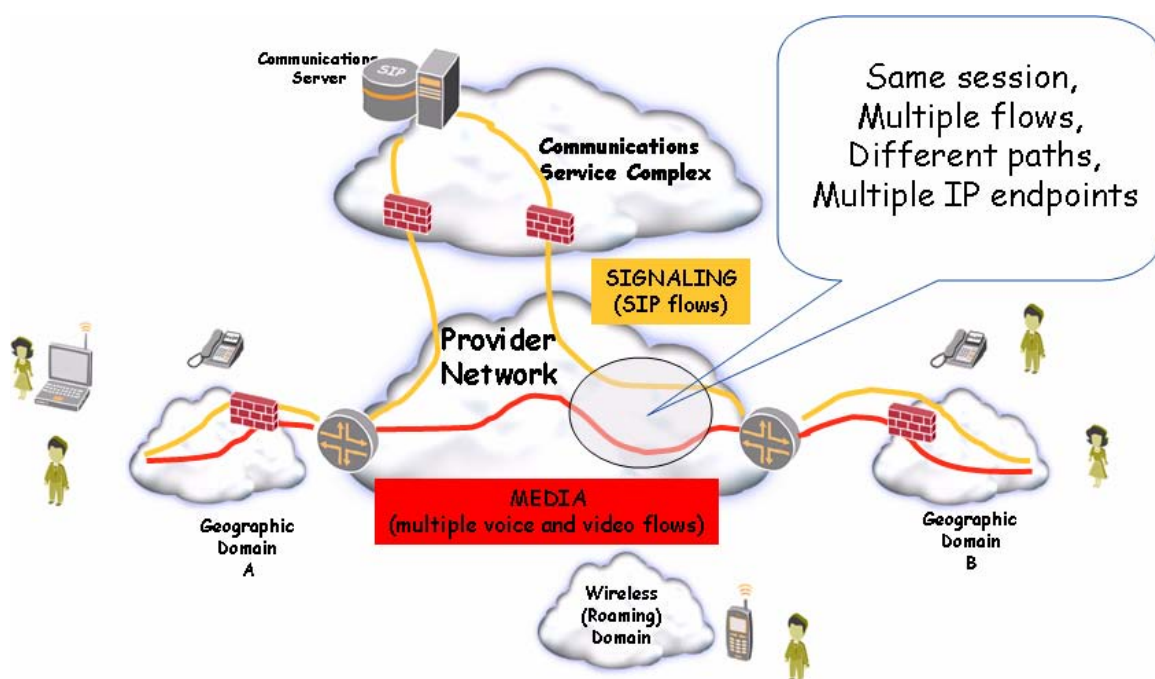 Communications
Server
SIP
Communications
Service Complex
Same session,
Multiple flows,
Different paths,
Multiple IP endpoints
SIGNALING
(SIP flows)
Provider
Network
MEDIA
(multiple voice and video flows)
Geographic
Domain
A
Geographic
Domain
B
Wireless
(Roaming)
Domain